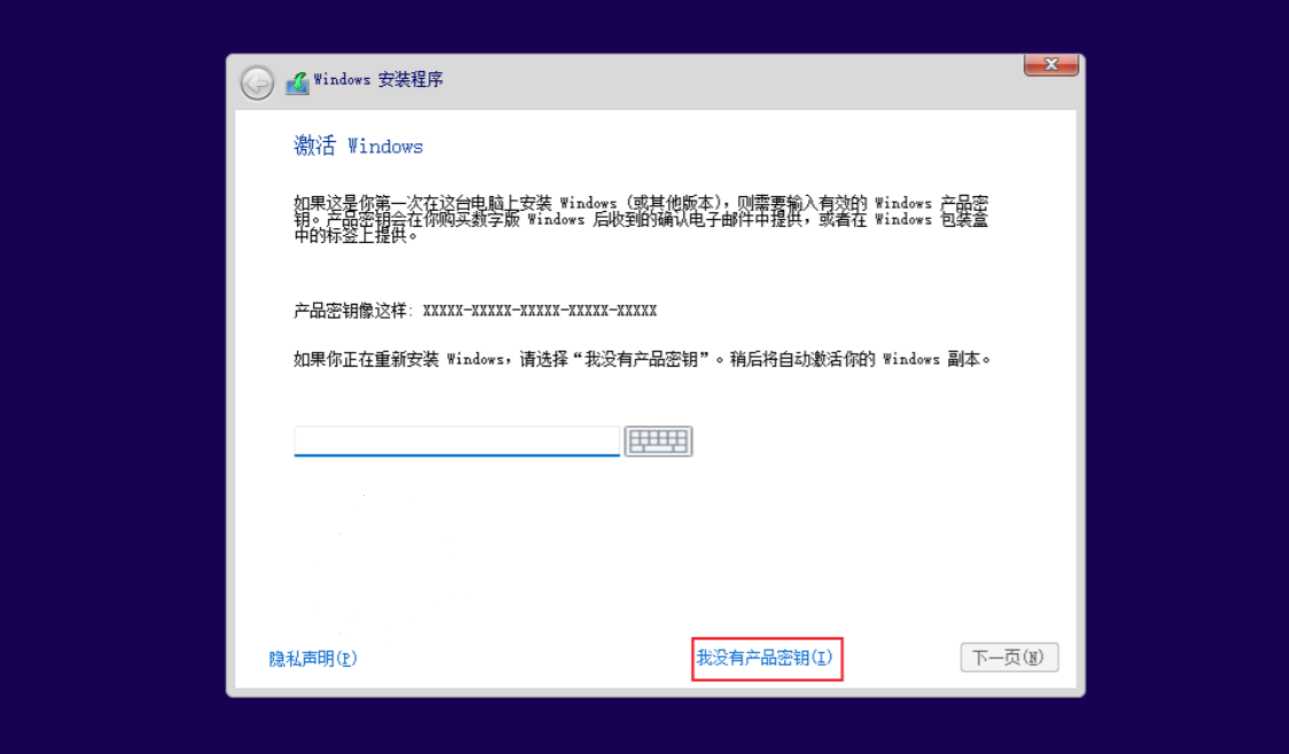 Windows 安装程序
激活 Windows
如果这是你第一次在这台电脑上安装 Windows (或其他版本)，则需要输入有效的 Windows 产品密
钥。产品密钥会在你购买数字版 Windows 后收到的确认电子邮件中提供，或者在 Windows 包装盒
中的标签上提供。
产品密钥像这样: XXXXX-XXXXX-XXXXX-XXXXX-XXXXX
如果你正在重新安装 Windows，请选择“我没有产品密钥”。稍后将自动激活你的 Windows 副本。
隐私声明(P) 我没有产品密钥(I) 下一页(N)